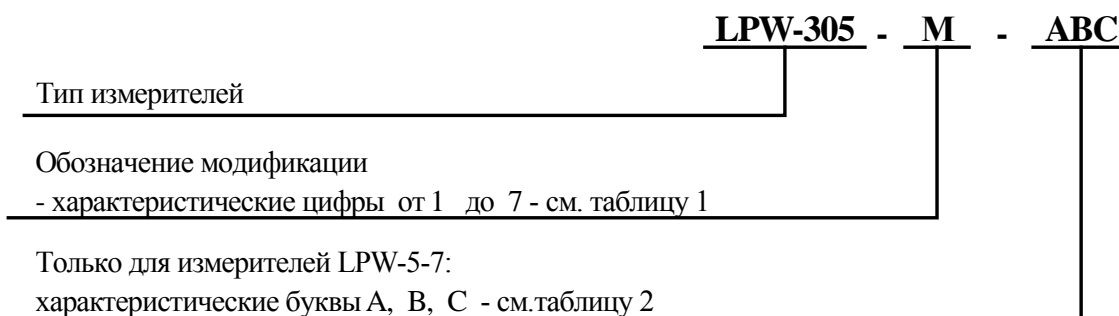 LPW-305 - M - ABC
Тип измерителей
Обозначение модификации
- характеристические цифры от 1 до 7 - см. таблицу 1
Только для измерителей LPW-5-7:
характеристические буквы А, В, С - см.таблицу 2